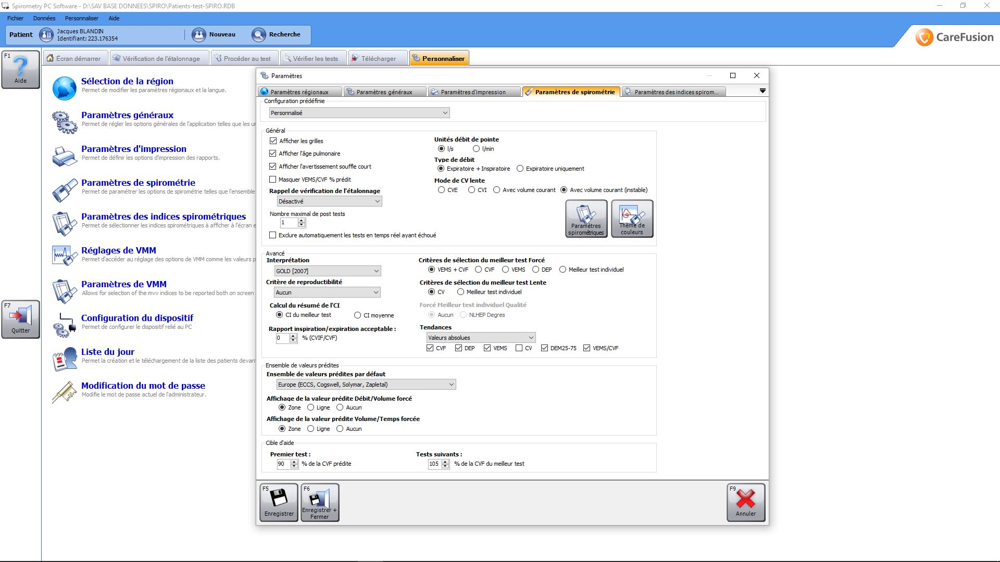 Spirometry PC Software - D:\SAV BASE DONNEES\SPIRO\Patients-test-SPIRO.RDB
Fichier Données Personnaliser Aide
Patient
Jacques BLANDIN
Identifiant: 223.176354
Nouveau
Recherche
CareFusion
F1
Aide
Écran démarrer
Vérification de l'étalonnage
Procéder au test
Vérifier les tests
Télécharger
Personnaliser
Sélection de la région
Permet de modifier les paramètres régionaux et la langue.
Paramètres généraux
Permet de régler les options générales de l'application telles que les un
Paramètres d'impression
Permet de définir les options d'impression des rapports.
Paramètres de spirométrie
Permet de paramétrer les options de spirométrie telles que l'ensemble
Paramètres des indices spirométriques
Permet de sélectionner les indices spirométriques à afficher à l'écran e
Réglages de VMM
Permet d'accéder au réglage des options de VMM comme les valeurs p
Paramètres de VMM
Allows for selection of the mvv indices to be reported both on screen
Configuration du dispositif
Permet de configurer le dispositif relié au PC
Liste du jour
Permet la création et le téléchargement de la liste des patients devan
Modification du mot de passe
Modifie le mot de passe actuel de l'administrateur.
F7
Quitter
Paramètres
Paramètres régionaux
Paramètres généraux
Paramètres d'impression
Paramètres de spirométrie
Paramètres des indices spirom...
Configuration prédéfinie
Personnalisé
Général
Afficher les grilles
Afficher l'âge pulmonaire
Afficher l'avertissement souffle court
Masquer VEMS/CVF % prédit
Rappel de vérification de l'étalonnage
Désactivé
Nombre maximal de post tests
1
Exclure automatiquement les tests en temps réel ayant échoué
Unités débit de pointe
l/s l/min
Type de débit
Expiratoire + Inspiratoire Expiratoire uniquement
Mode de CV lente
CVE CVI Avec volume courant Avec volume courant (instable)
Paramètres
spirométriques
Thème de
couleurs
Avancé
Interprétation
GOLD [2007]
Critère de reproductibilité
Aucun
Calcul du résumé de l'CI
CI du meilleur test CI moyenne
Rapport inspiration/expiration acceptable :
0 % (CVIF/CVF)
Critères de sélection du meilleur test Forcé
VEMS + CVF CVF VEMS DEP Meilleur test individuel
Critères de sélection du meilleur test Lente
CV Meilleur test individuel
Forcé Meilleur test individuel Qualité
Aucun NLHEP Degres
Tendances
Valeurs absolues
CVF DEP VEMS CV DEM25-75 VEMS/CVF
Ensemble de valeurs prédites
Ensemble de valeurs prédites par défaut
Europe (ECCS, Cogswell, Solymar, Zapletal)
Affichage de la valeur prédite Débit/Volume forcé
Zone Ligne Aucun
Affichage de la valeur prédite Volume/Temps forcée
Zone Ligne Aucun
Cible d'aide
Premier test :
90 % de la CVF prédite
Tests suivants :
105 % de la CVF du meilleur test
F5
Enregistrer
F6
Enregistrer +
Fermer
F9
Annuler